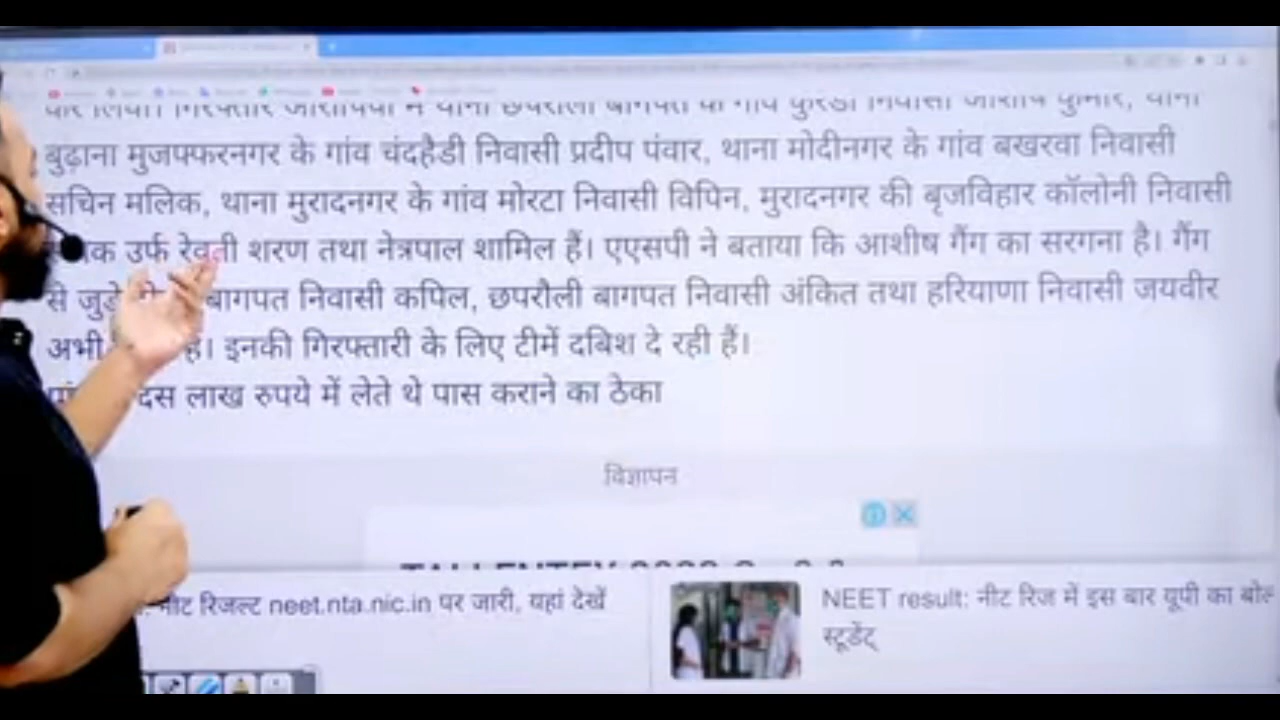 बुढ़ाना मुजफ्फरनगर के गांव चंदहैडी निवासी प्रदीप पंवार, थाना मोदीनगर के गांव बखरवा निवासी
सचिन मलिक, थाना मुरादनगर के गांव मोरटा निवासी विपिन, मुरादनगर की बृजविहार कॉलोनी निवासी
उर्फ रेवती शरण तथा नेत्रपाल शामिल हैं। एएसपी ने बताया कि आशीष गैंग का सरगना है। गैंग
से जुड़े बागपत निवासी कपिल, छपरौली बागपत निवासी अंकित तथा हरियाणा निवासी जयवीर
अभी हैं। इनकी गिरफ्तारी के लिए टीमें दबिश दे रही हैं।
दस लाख रुपये में लेते थे पास कराने का ठेका
विज्ञापन
नीट रिजल्ट neet.nta.nic.in पर जारी, यहां देखें
NEET result: नीट रिज में इस बार यूपी का बोल
स्टूडेंट्